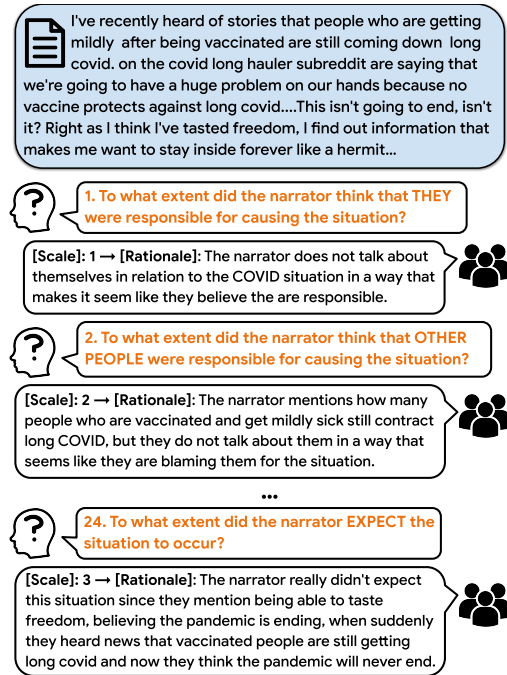 I've recently heard of stories that people who are getting
mildly after being vaccinated are still coming down long
covid. on the covid long hauler subreddit are saying that
we're going to have a huge problem on our hands because no
vaccine protects against long covid....This isn't going to end, isn't
it? Right as I think I've tasted freedom, I find out information that
makes me want to stay inside forever like a hermit...
?
1. To what extent did the narrator think that THEY
were responsible for causing the situation?
[Scale]: 1 → [Rationale]: The narrator does not talk about
themselves in relation to the COVID situation in a way that
makes it seem like they believe the are responsible.
?
2. To what extent did the narrator think that OTHER
PEOPLE were responsible for causing the situation?
[Scale]: 2 → [Rationale]: The narrator mentions how many
people who are vaccinated and get mildly sick still contract
long COVID, but they do not talk about them in a way that
seems like they are blaming them for the situation.
...
?
24. To what extent did the narrator EXPECT the
situation to occur?
[Scale]: 3 → [Rationale]: The narrator really didn't expect
this situation since they mention being able to taste
freedom, believing the pandemic is ending, when suddenly
they heard news that vaccinated people are still getting
long covid and now they think the pandemic will never end.